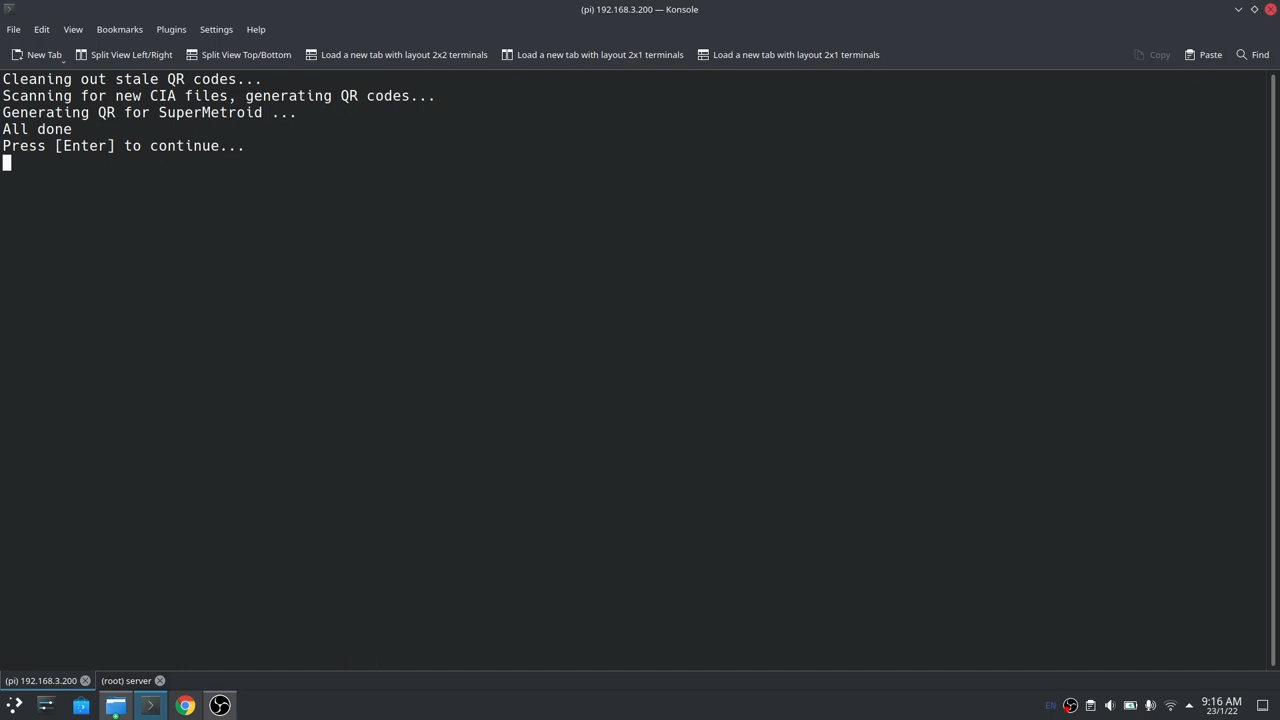 (pi) 192.168.3.200 — Konsole
File Edit View Bookmarks Plugins Settings Help
New Tab Split View Left/Right Split View Top/Bottom Load a new tab with layout 2x2 terminals Load a new tab with layout 2x1 terminals Load a new tab with layout 2x1 terminals Copy Paste Find
Cleaning out stale QR codes...
Scanning for new CIA files, generating QR codes...
Generating QR for SuperMetroid ...
All done
Press [Enter] to continue...
(pi) 192.168.3.200 (root) server
EN 9:16 AM
23/1/22